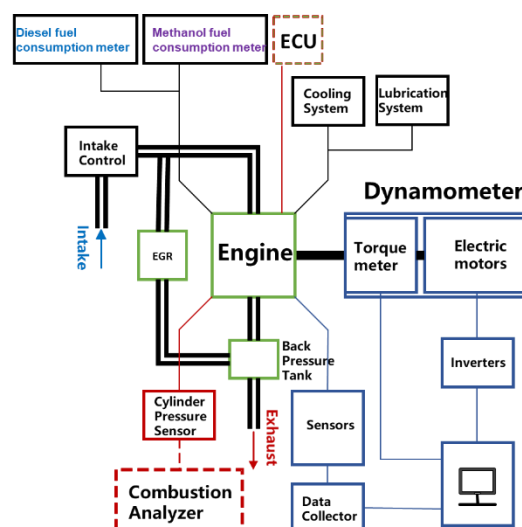 Diesel fuel
consumption meter
Methanol fuel
consumption meter
ECU
Cooling
System
Lubrication
System
Intake
Control
Dynamometer
Intake
EGR
Engine
Torque
meter
Electric
motors
Back
Pressure
Tank
Inverters
Cylinder
Pressure
Sensor
Exhaust
Sensors
Combustion
Analyzer
Data
Collector